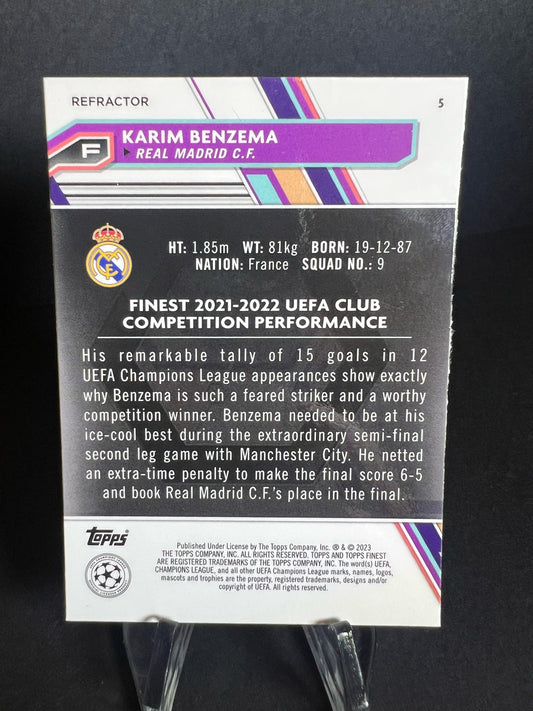 REFRACTOR 5
F KARIM BENZEMA
REAL MADRID C.F.
HT: 1.85m WT: 81kg BORN: 19-12-87
NATION: France SQUAD NO.: 9
FINEST 2021-2022 UEFA CLUB
COMPETITION PERFORMANCE
His remarkable tally of 15 goals in 12
UEFA Champions League appearances show exactly
why Benzema is such a feared striker and a worthy
competition winner. Benzema needed to be at his
ice-cool best during the extraordinary semi-final
second leg game with Manchester City. He netted
an extra-time penalty to make the final score 6-5
and book Real Madrid C.F.'s place in the final.
Topps
Published Under License by The Topps Company, Inc. ® & © 2023
THE TOPPS COMPANY, INC. ALL RIGHTS RESERVED. TOPPS AND TOPPS FINEST
ARE REGISTERED TRADEMARKS OF THE TOPPS COMPANY, INC. The word(s) UEFA,
CHAMPIONS LEAGUE, and all other UEFA Champions League marks, names, logos,
mascots and trophies are the property, registered trademarks, designs and/or
copyright of UEFA. All rights reserved.